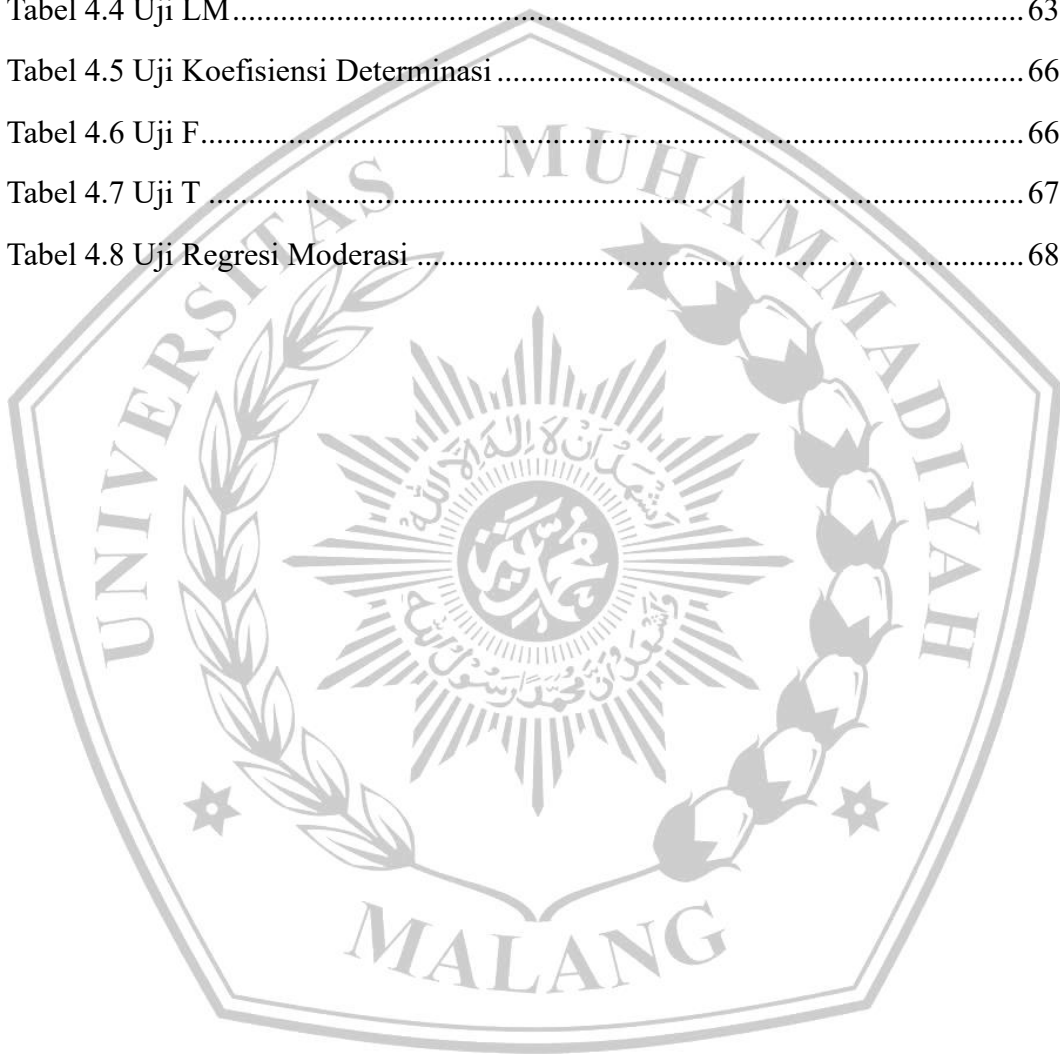 Tabel 4.4 Uji LM.......................................................................................................63
Tabel 4.5 Uji Koefisiensi Determinasi....................................................................66
Tabel 4.6 Uji F..........................................................................................................66
Tabel 4.7 Uji T .........................................................................................................67
Tabel 4.8 Uji Regresi Moderasi ..............................................................................68
UNIVERSITAS MUHAMMADIYAH
MALANG